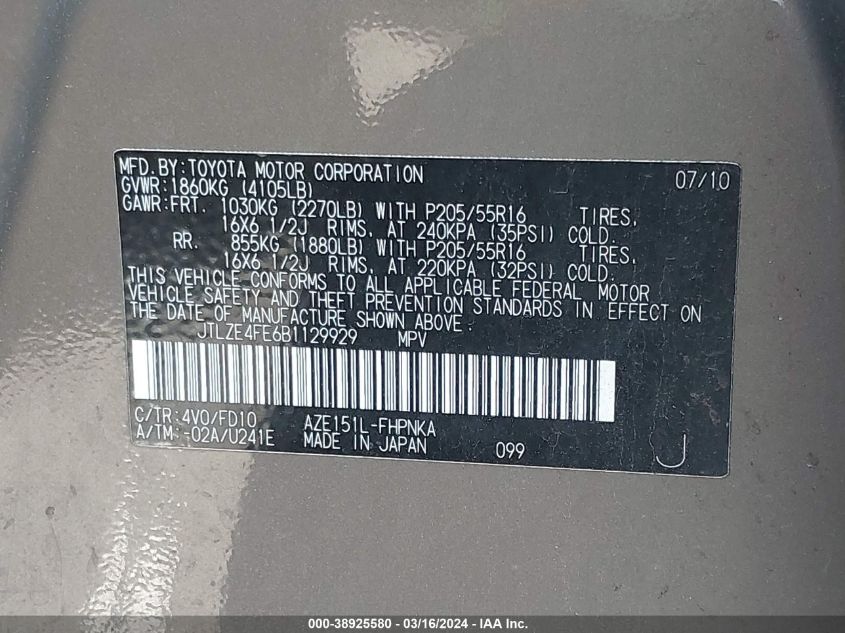 MFD.BY:TOYOTA MOTOR CORPORATION 07/10
GVWR:1860KG (4105LB)
GAWR:FRT. 1030KG (2270LB) WITH P205/55R16 TIRES,
16X6 1/2J RIMS, AT 240KPA (35PSI) COLD.
RR. 855KG (1880LB) WITH P205/55R16 TIRES,
16X6 1/2J RIMS, AT 220KPA (32PSI) COLD.
THIS VEHICLE CONFORMS TO ALL APPLICABLE FEDERAL MOTOR
VEHICLE SAFETY AND THEFT PREVENTION STANDARDS IN EFFECT ON
THE DATE OF MANUFACTURE SHOWN ABOVE.
JTLZE4FE6B1129929 MPV
C/TR:4V0/FD10 AZE151L-FHPNKA
A/TM:-02A/U241E MADE IN JAPAN 099 J
000-38925580 - 03/16/2024 - IAA Inc.